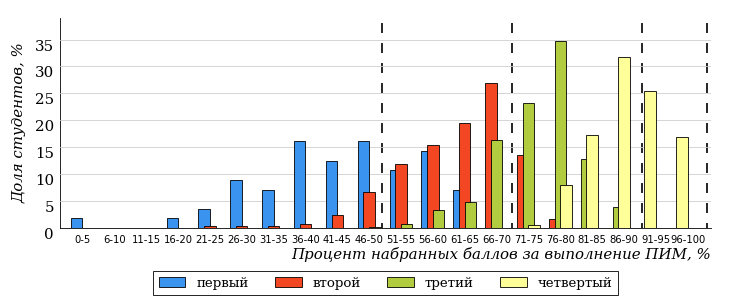 Доля студентов, %
35
30
25
20
15
10
5
0
0-5 6-10 11-15 16-20 21-25 26-30 31-35 36-40 41-45 46-50 51-55 56-60 61-65 66-70 71-75 76-80 81-85 86-90 91-95 96-100
Процент набранных баллов за выполнение ПИМ, %
первый второй третий четвертый